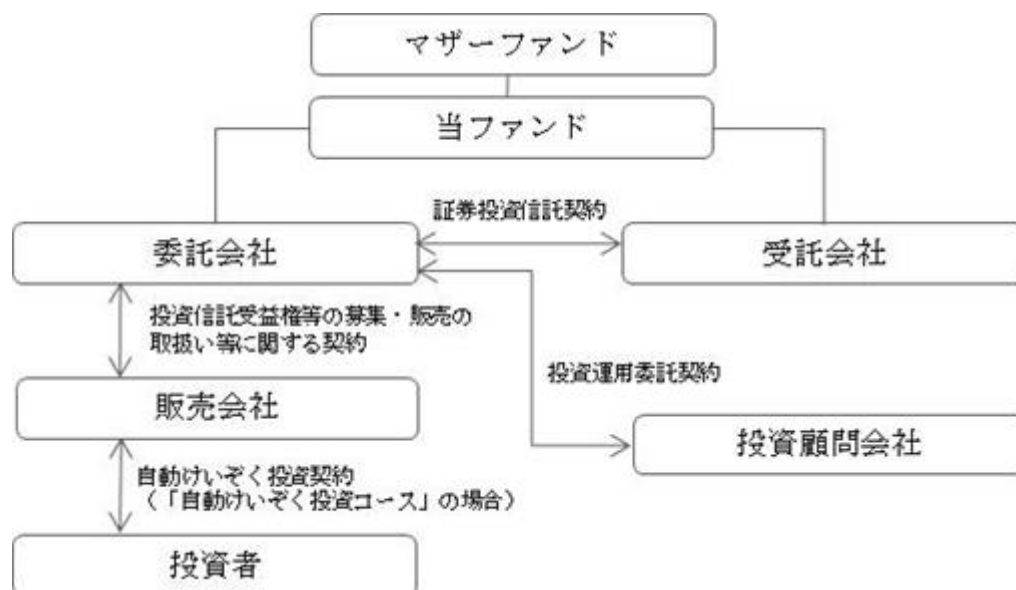 マザーファンド
当ファンド
証券投資信託契約
委託会社
受託会社
投資信託受益権等の募集・販売の
取扱い等に関する契約
投資運用委託契約
販売会社
投資顧問会社
自動けいぞく投資契約
(「自動けいぞく投資コース」の場合)
投資者